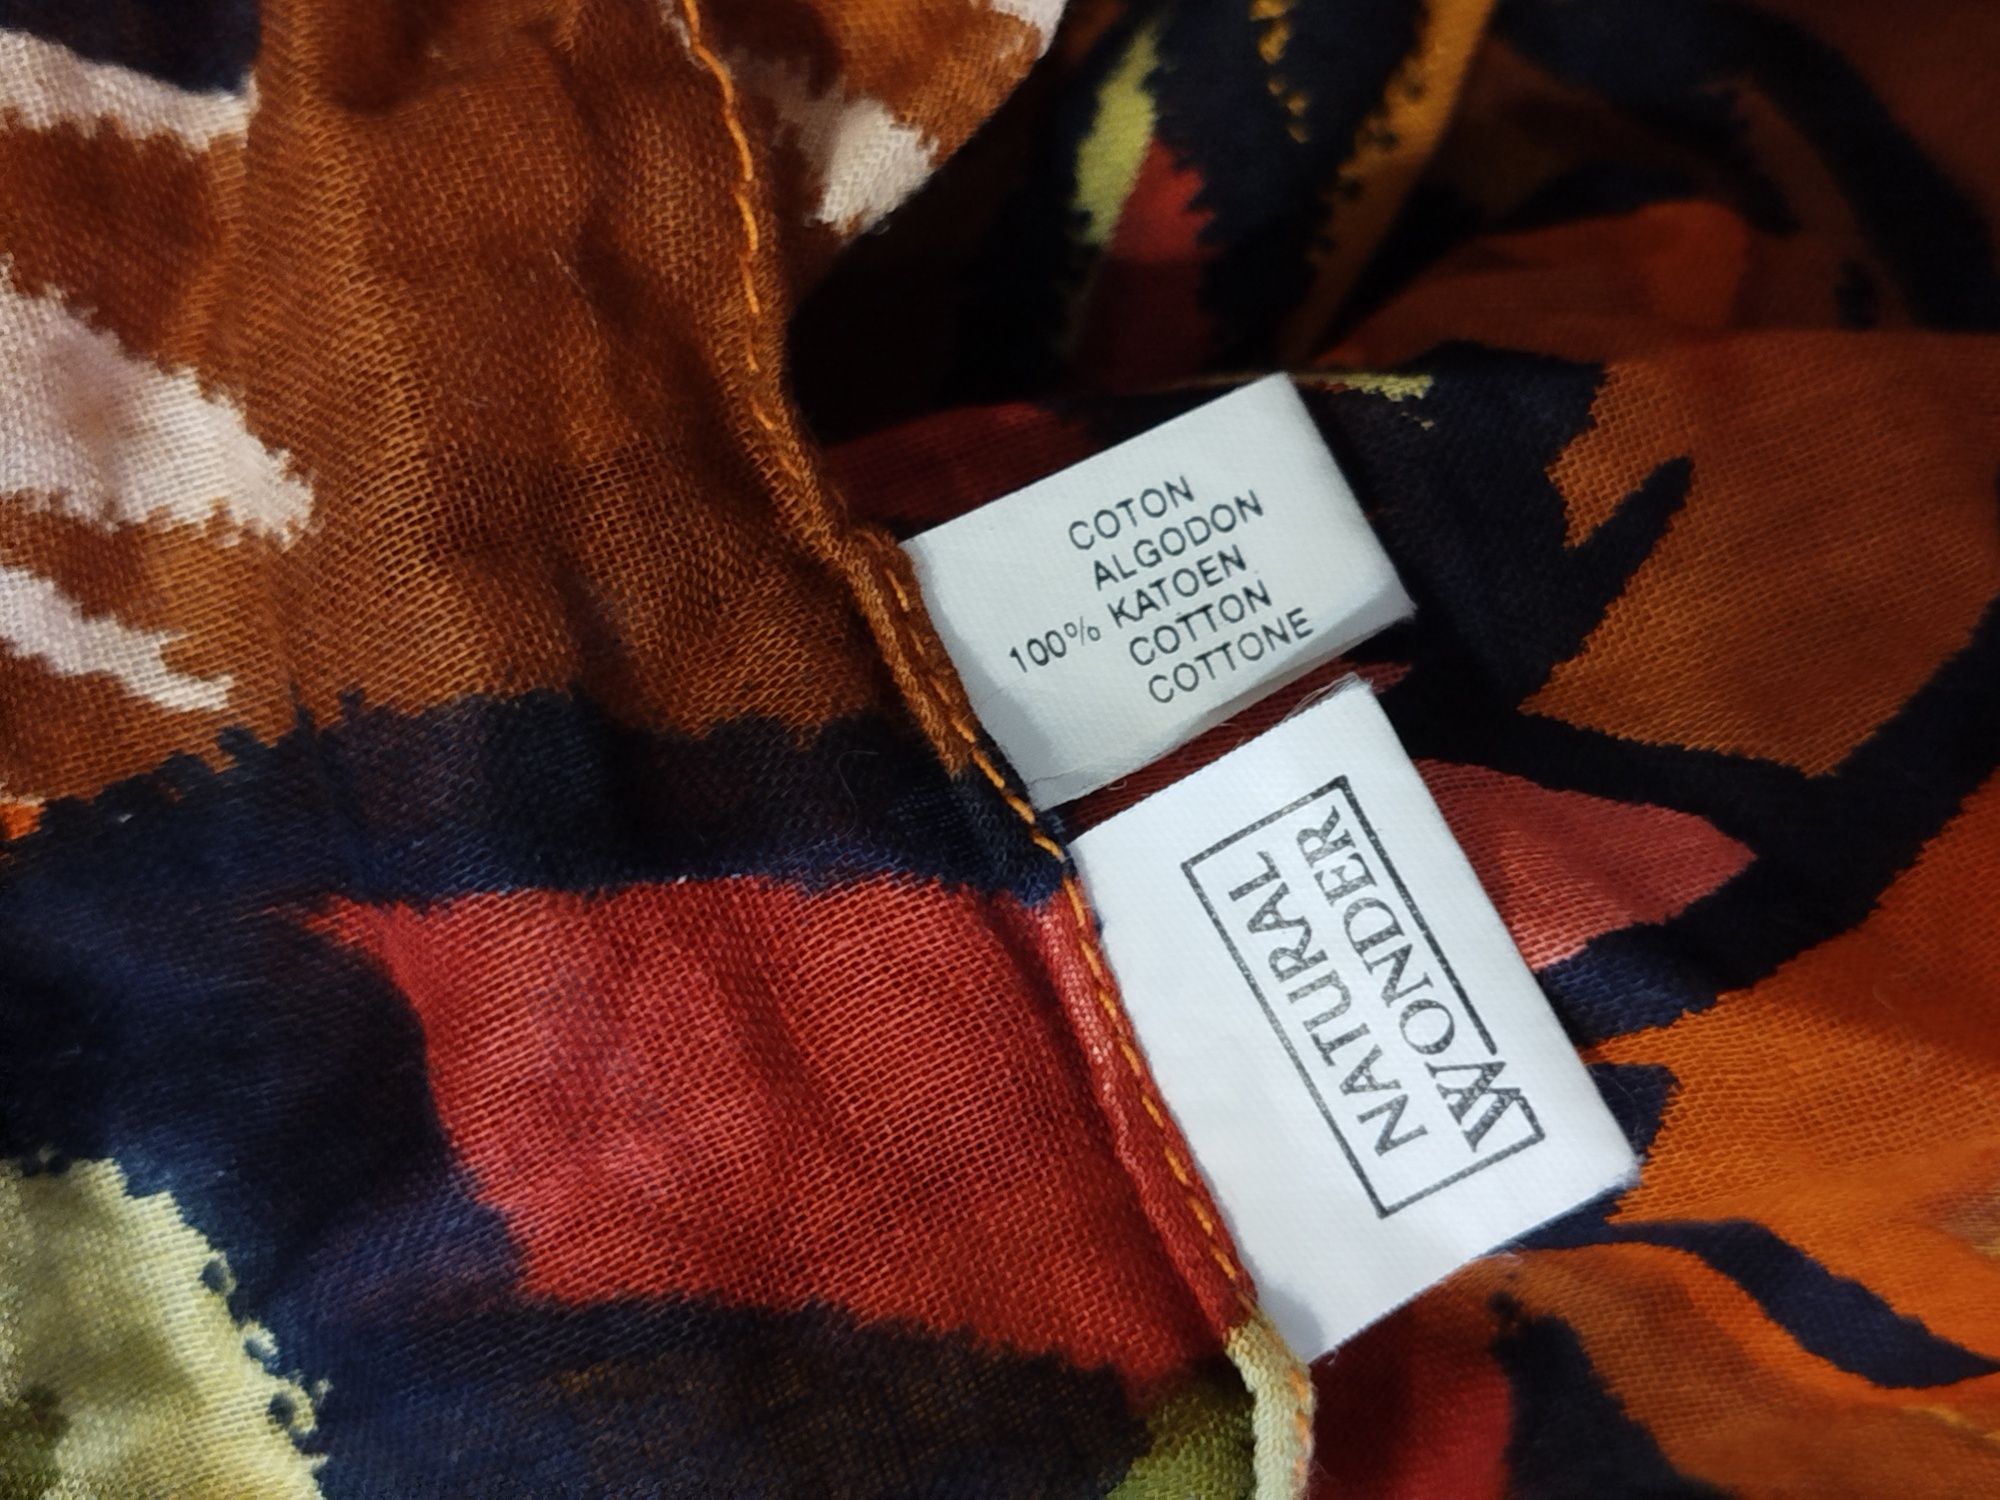 COTON
ALGODON
100% KATOEN
COTTON
COTTONE
NATURAL
WONDER